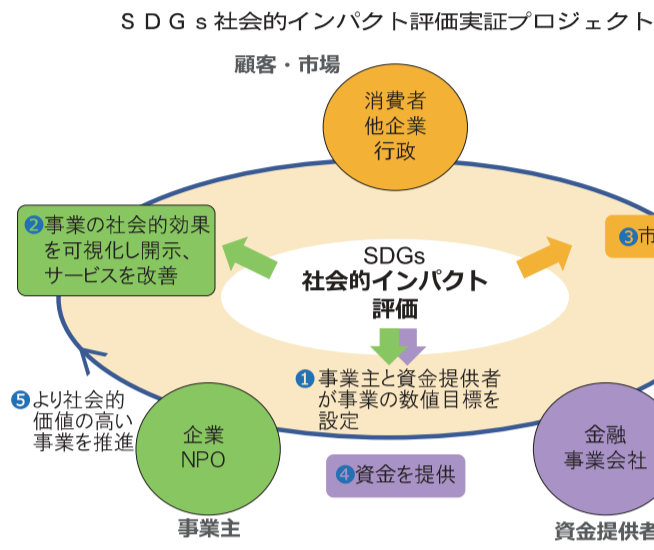 SDGs社会的インパクト評価実証プロジェクト
顧客・市場
消費者
他企業
行政
❷事業の社会的効果
を可視化し開示、
サービスを改善
❸市
SDGs
社会的インパクト
評価
❶事業主と資金提供者
が事業の数値目標を
設定
❺より社会的
価値の高い
事業を推進
企業
NPO
事業主
❹資金を提供
金融
事業会社
資金提供者